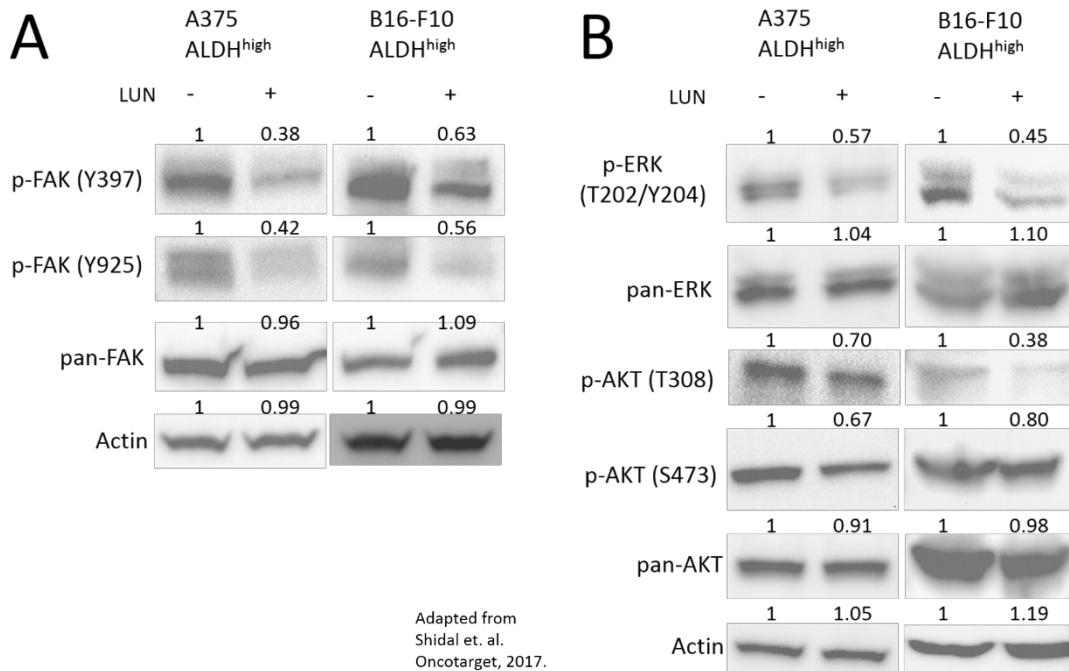 A
A375
ALDHhigh
B16-F10
ALDHhigh
LUN - + - +
1 0.38 1 0.63
p-FAK (Y397)
1 0.42 1 0.56
p-FAK (Y925)
1 0.96 1 1.09
pan-FAK
1 0.99 1 0.99
Actin
Adapted from
Shidal et. al.
Oncotarget, 2017.
B
A375
ALDHhigh
B16-F10
ALDHhigh
LUN - + - +
1 0.57 1 0.45
p-ERK
(T202/Y204)
1 1.04 1 1.10
pan-ERK
1 0.70 1 0.38
p-AKT (T308)
1 0.67 1 0.80
p-AKT (S473)
1 0.91 1 0.98
pan-AKT
1 1.05 1 1.19
Actin